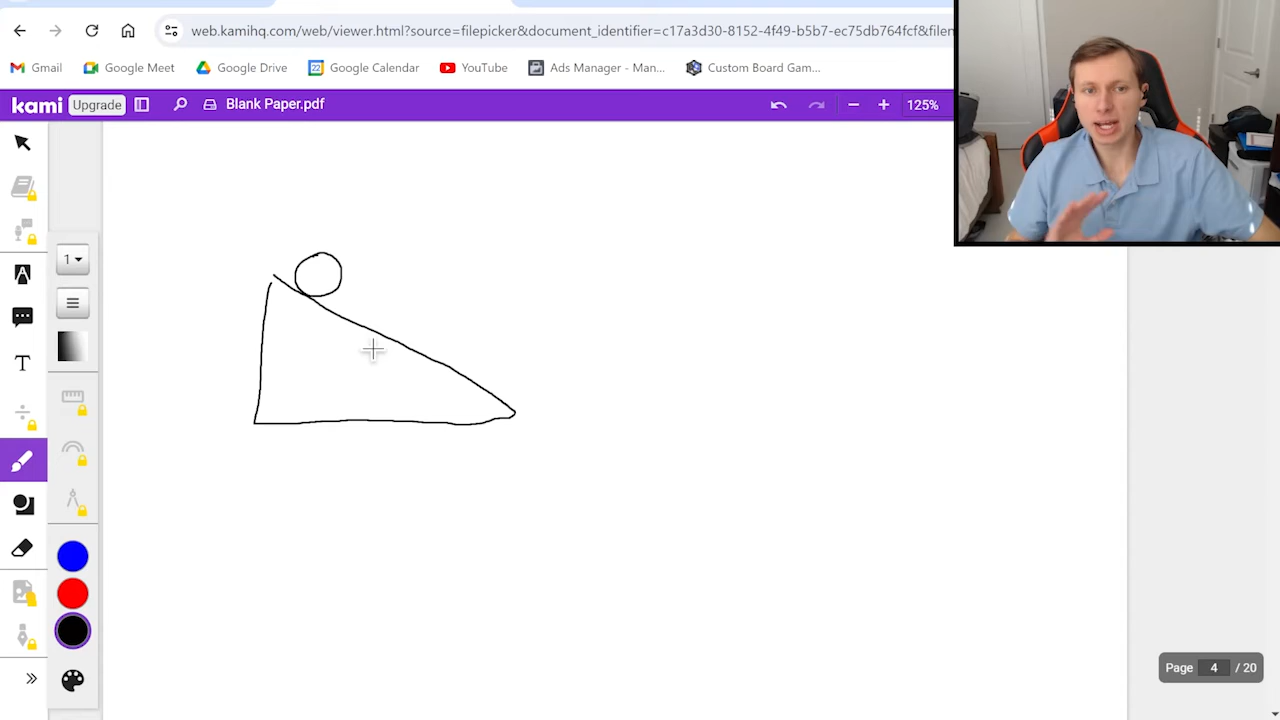 web.kamihq.com/web/viewer.html?source=filepicker&document_identifier=c17a3d30-8152-4f49-b5b7-ec75db764fcf&filen
Gmail Google Meet Google Drive 22 Google Calendar YouTube Ads Manager - Man... Custom Board Gam...
kami Upgrade Blank Paper.pdf 125%
1
A
T
Page 4 / 20